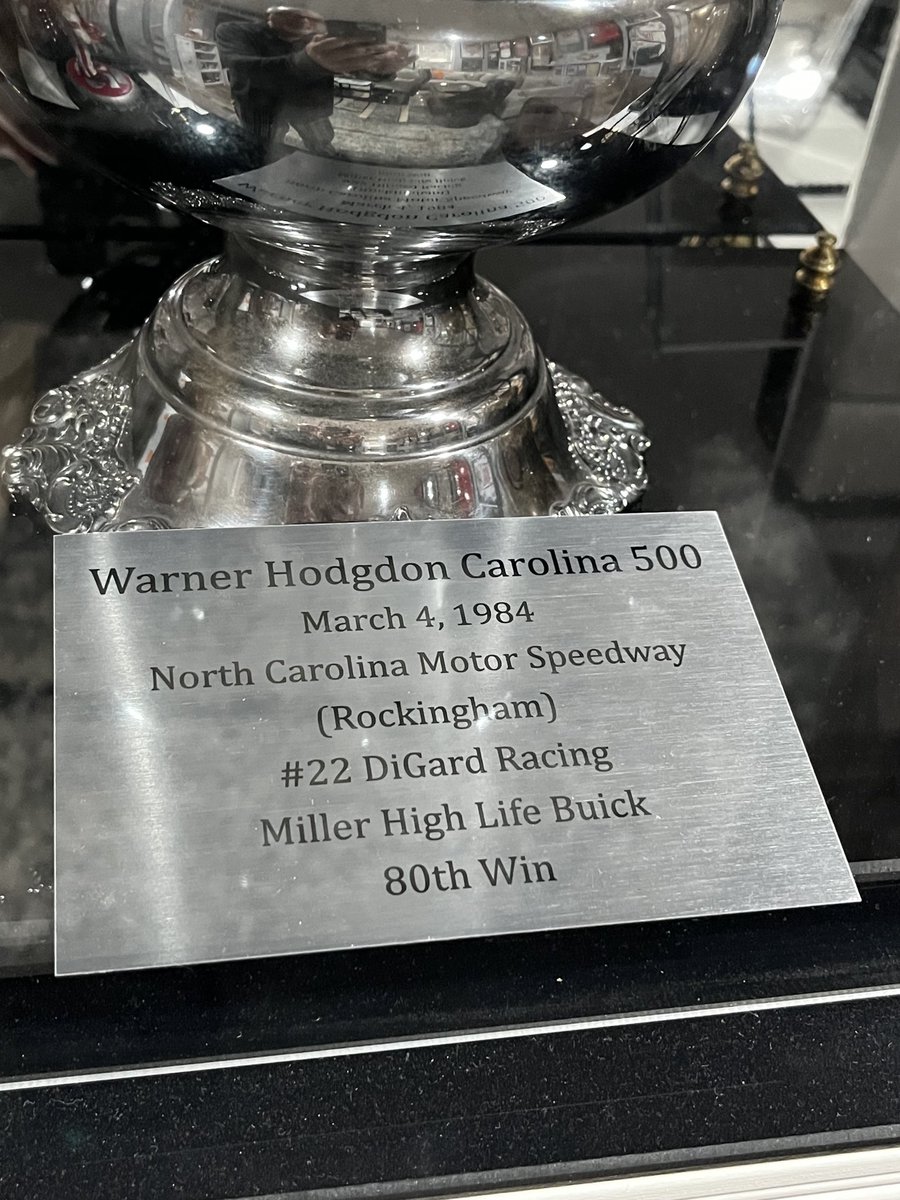 Warner Hodgdon Carolina 500
March 4, 1984
North Carolina Motor Speedway
(Rockingham)
#22 DiGard Racing
Miller High Life Buick
80th Win